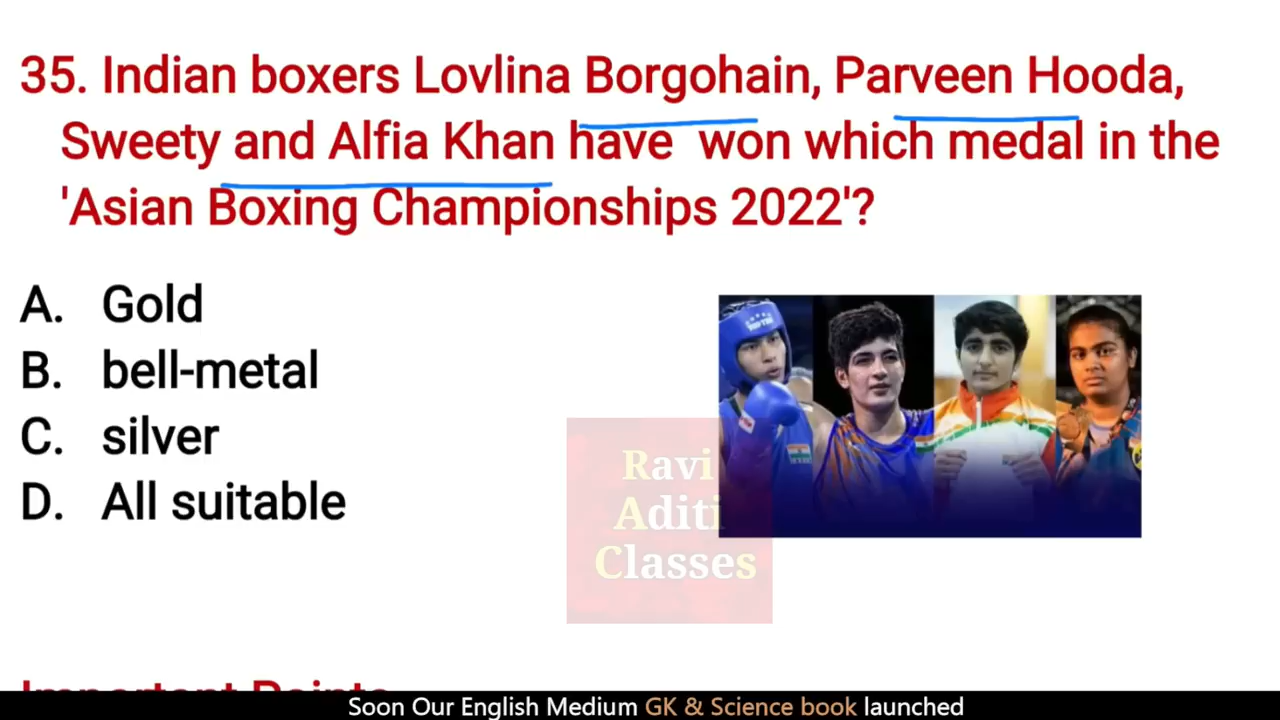 35. Indian boxers Lovlina Borgohain, Parveen Hooda,
Sweety and Alfia Khan have won which medal in the
'Asian Boxing Championships 2022'?
A. Gold
B. bell-metal
C. silver
D. All suitable
Ravi
Aditi
Classes
Important Points
Soon Our English Medium GK & Science book launched